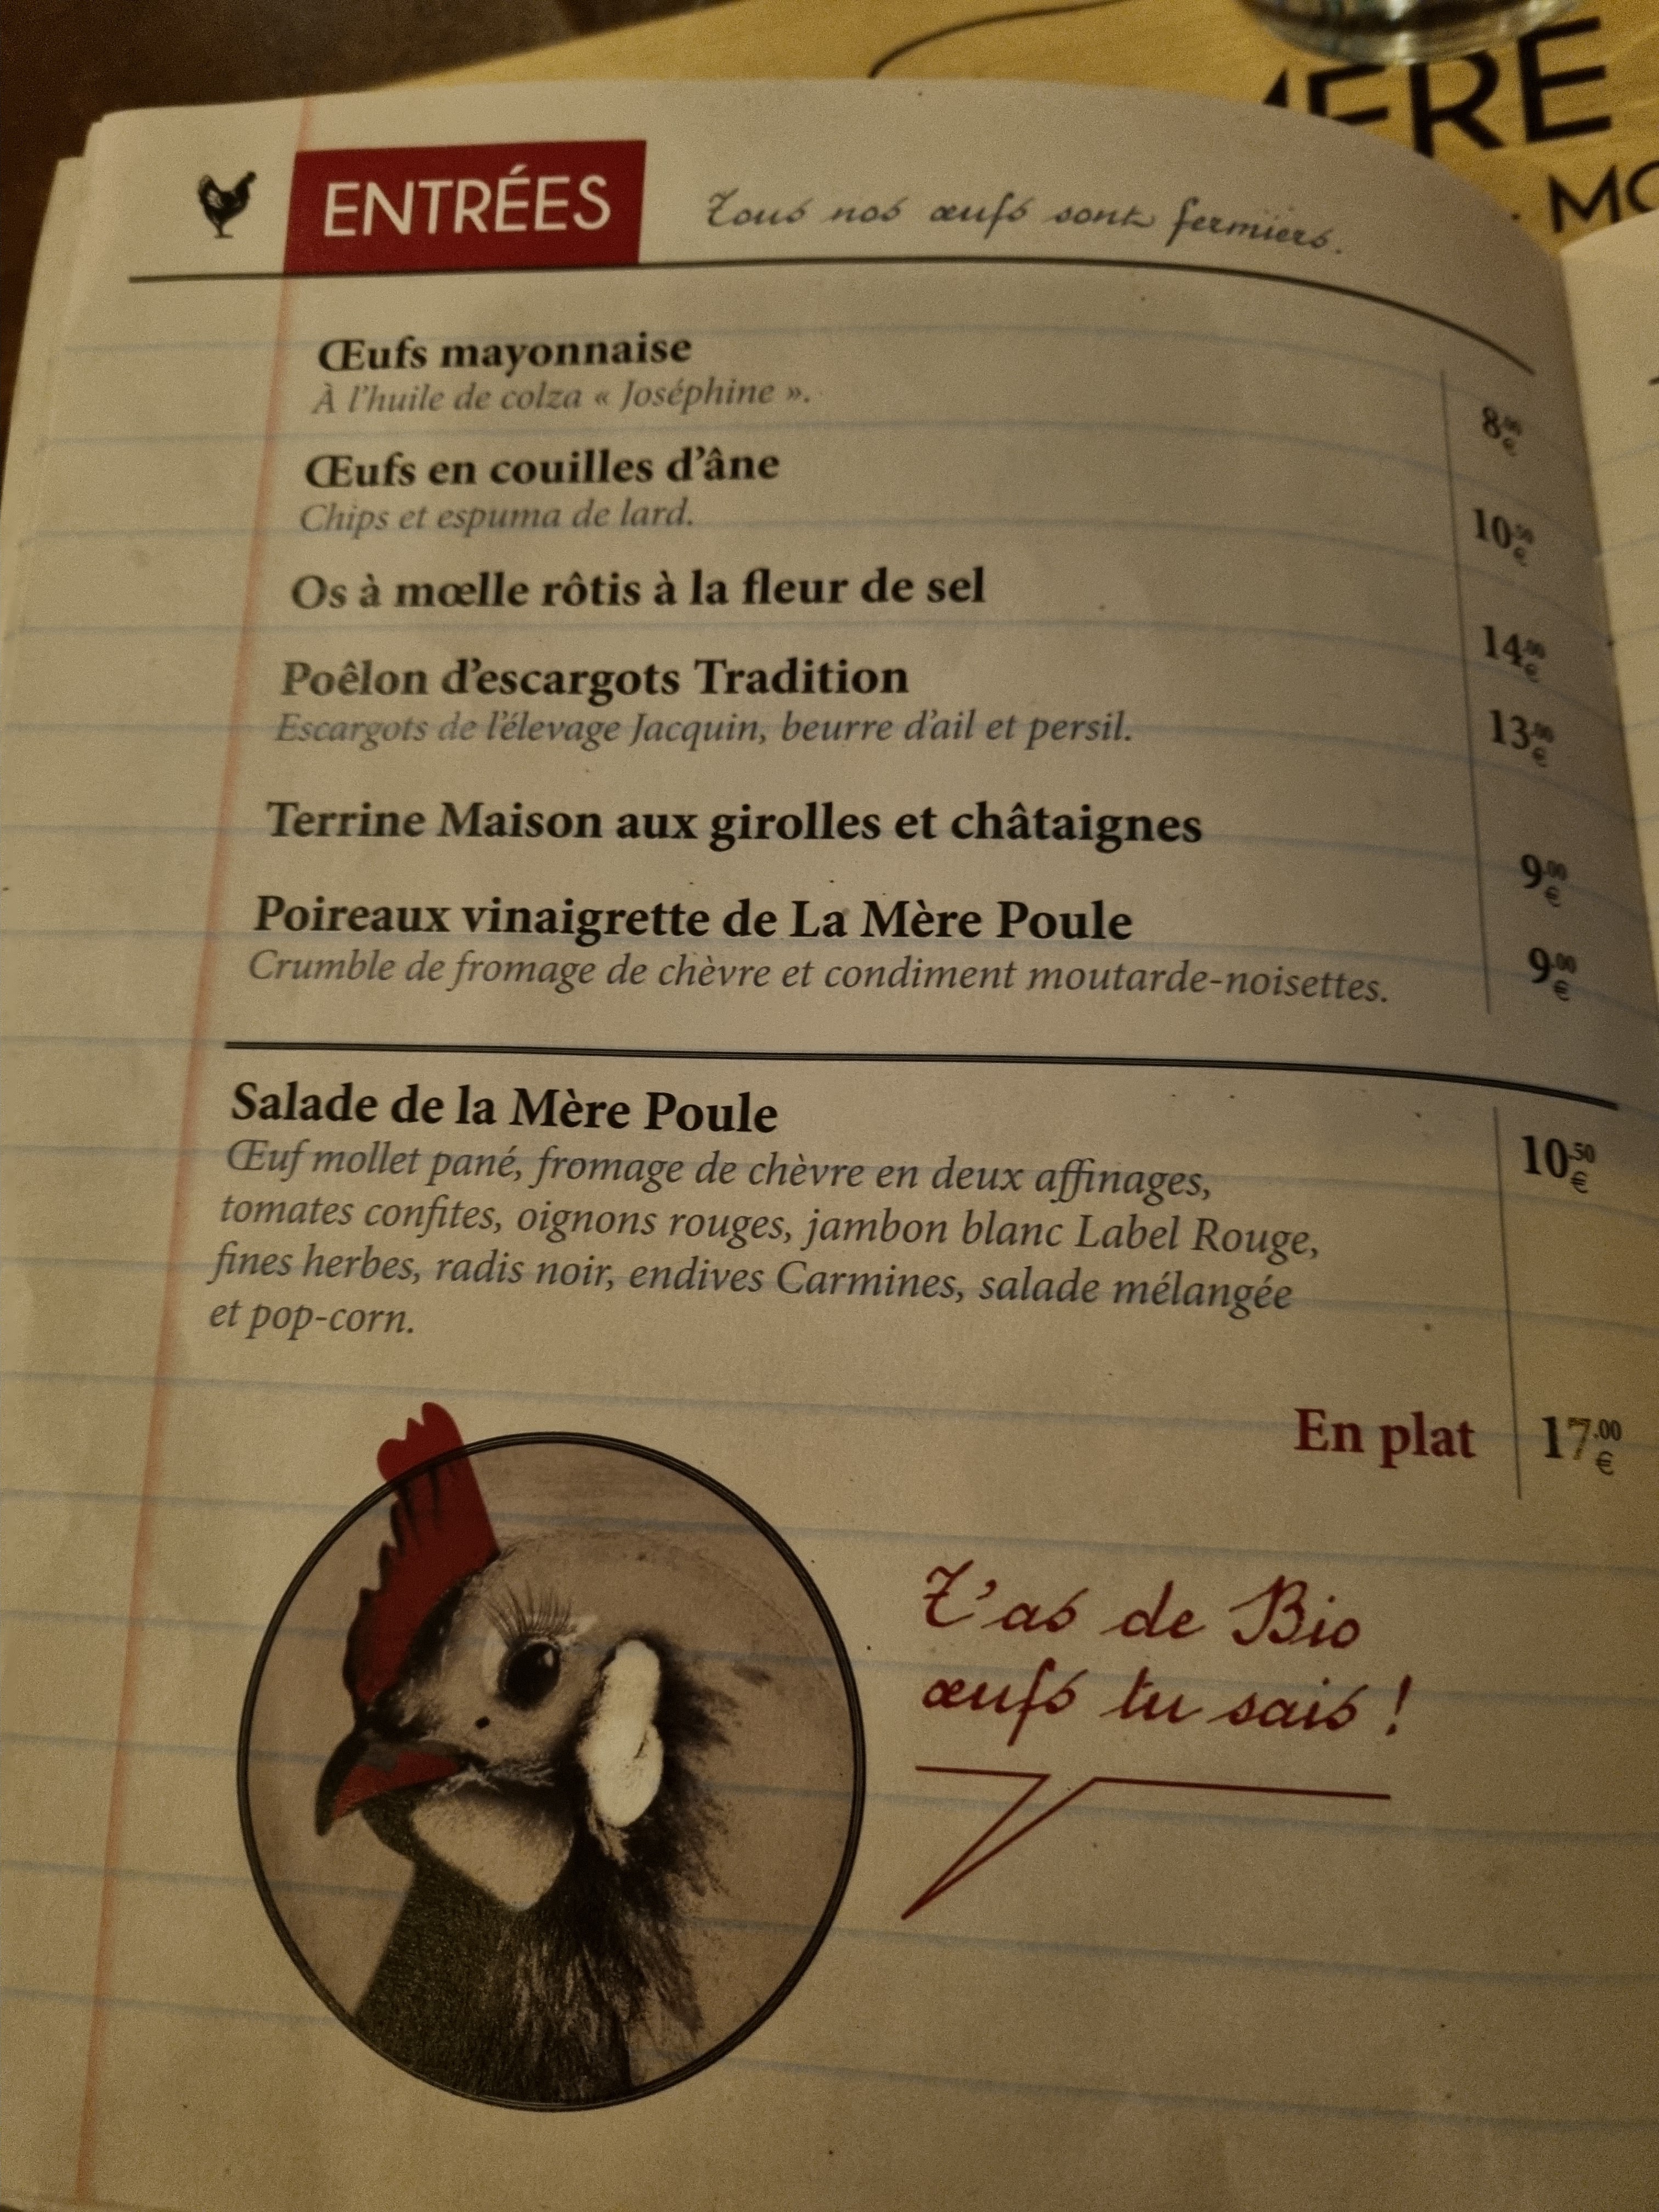 MÈRE
MO
ENTRÉES
Tous nos œufs sont fermiers.
Œufs mayonnaise
À l'huile de colza « Joséphine ».
8.00 €
Œufs en couilles d'âne
Chips et espuma de lard.
10.50 €
Os à mœlle rôtis à la fleur de sel
14.00 €
Poêlon d'escargots Tradition
Escargots de l'élevage Jacquin, beurre d'ail et persil.
13.00 €
Terrine Maison aux girolles et châtaignes
9.00 €
Poireaux vinaigrette de La Mère Poule
Crumble de fromage de chèvre et condiment moutarde-noisettes.
9.00 €
Salade de la Mère Poule
10.50 €
Œuf mollet pané, fromage de chèvre en deux affinages,
tomates confites, oignons rouges, jambon blanc Label Rouge,
fines herbes, radis noir, endives Carmines, salade mélangée
et pop-corn.
En plat 17.00 €
T'as de Bio
œufs tu sais !